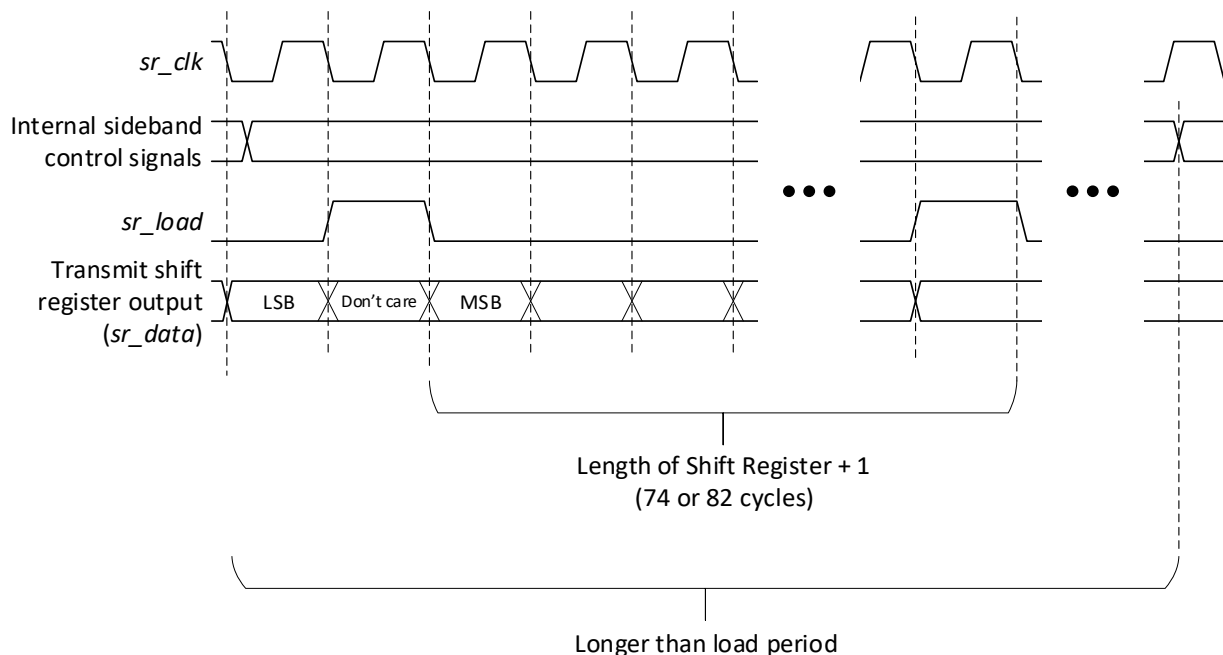 sr_clk
Internal sideband
control signals
sr_load
Transmit shift
register output
(sr_data)
LSB
Don't care
MSB
Length of Shift Register + 1
(74 or 82 cycles)
Longer than load period